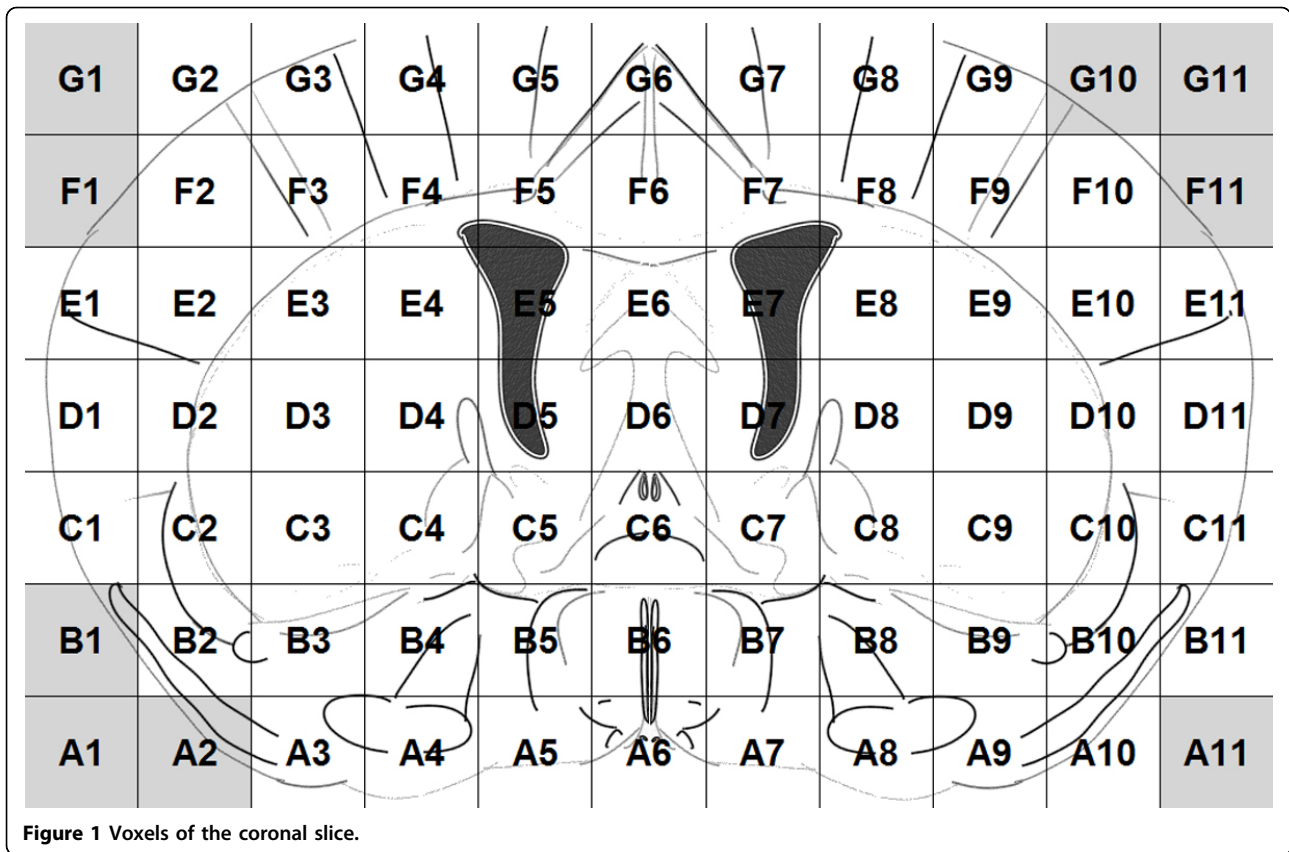 G1 G2 G3 G4 G5 G6 G7 G8 G9 G10 G11
F1 F2 F3 F4 F5 F6 F7 F8 F9 F10 F11
E1 E2 E3 E4 E5 E6 E7 E8 E9 E10 E11
D1 D2 D3 D4 D5 D6 D7 D8 D9 D10 D11
C1 C2 C3 C4 C5 C6 C7 C8 C9 C10 C11
B1 B2 B3 B4 B5 B6 B7 B8 B9 B10 B11
A1 A2 A3 A4 A5 A6 A7 A8 A9 A10 A11
Figure 1 Voxels of the coronal slice.